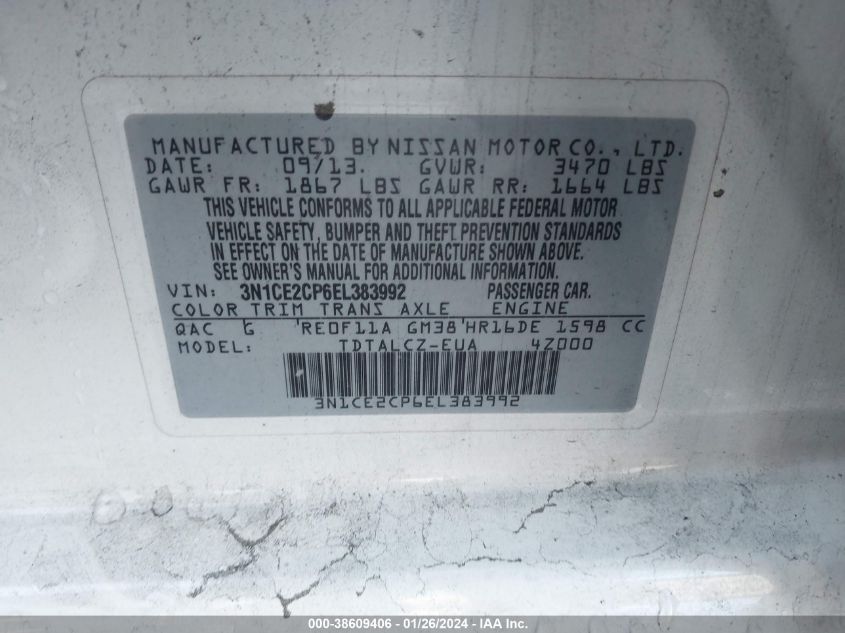 MANUFACTURED BY NISSAN MOTOR CO., LTD.
DATE: 09/13. GVWR: 3470 LBS
GAWR FR: 1867 LBS GAWR RR: 1664 LBS
THIS VEHICLE CONFORMS TO ALL APPLICABLE FEDERAL MOTOR
VEHICLE SAFETY, BUMPER AND THEFT PREVENTION STANDARDS
IN EFFECT ON THE DATE OF MANUFACTURE SHOWN ABOVE.
SEE OWNER'S MANUAL FOR ADDITIONAL INFORMATION.
VIN: 3N1CE2CP6EL383992 PASSENGER CAR.
COLOR TRIM TRANS AXLE ENGINE
QAC G 'RE0F11A GM38'HR16DE 1598 CC
MODEL: TDTALCZ-EUA 4Z000
3N1CE2CP6EL383992
000-38609406 - 01/26/2024 - IAA Inc.